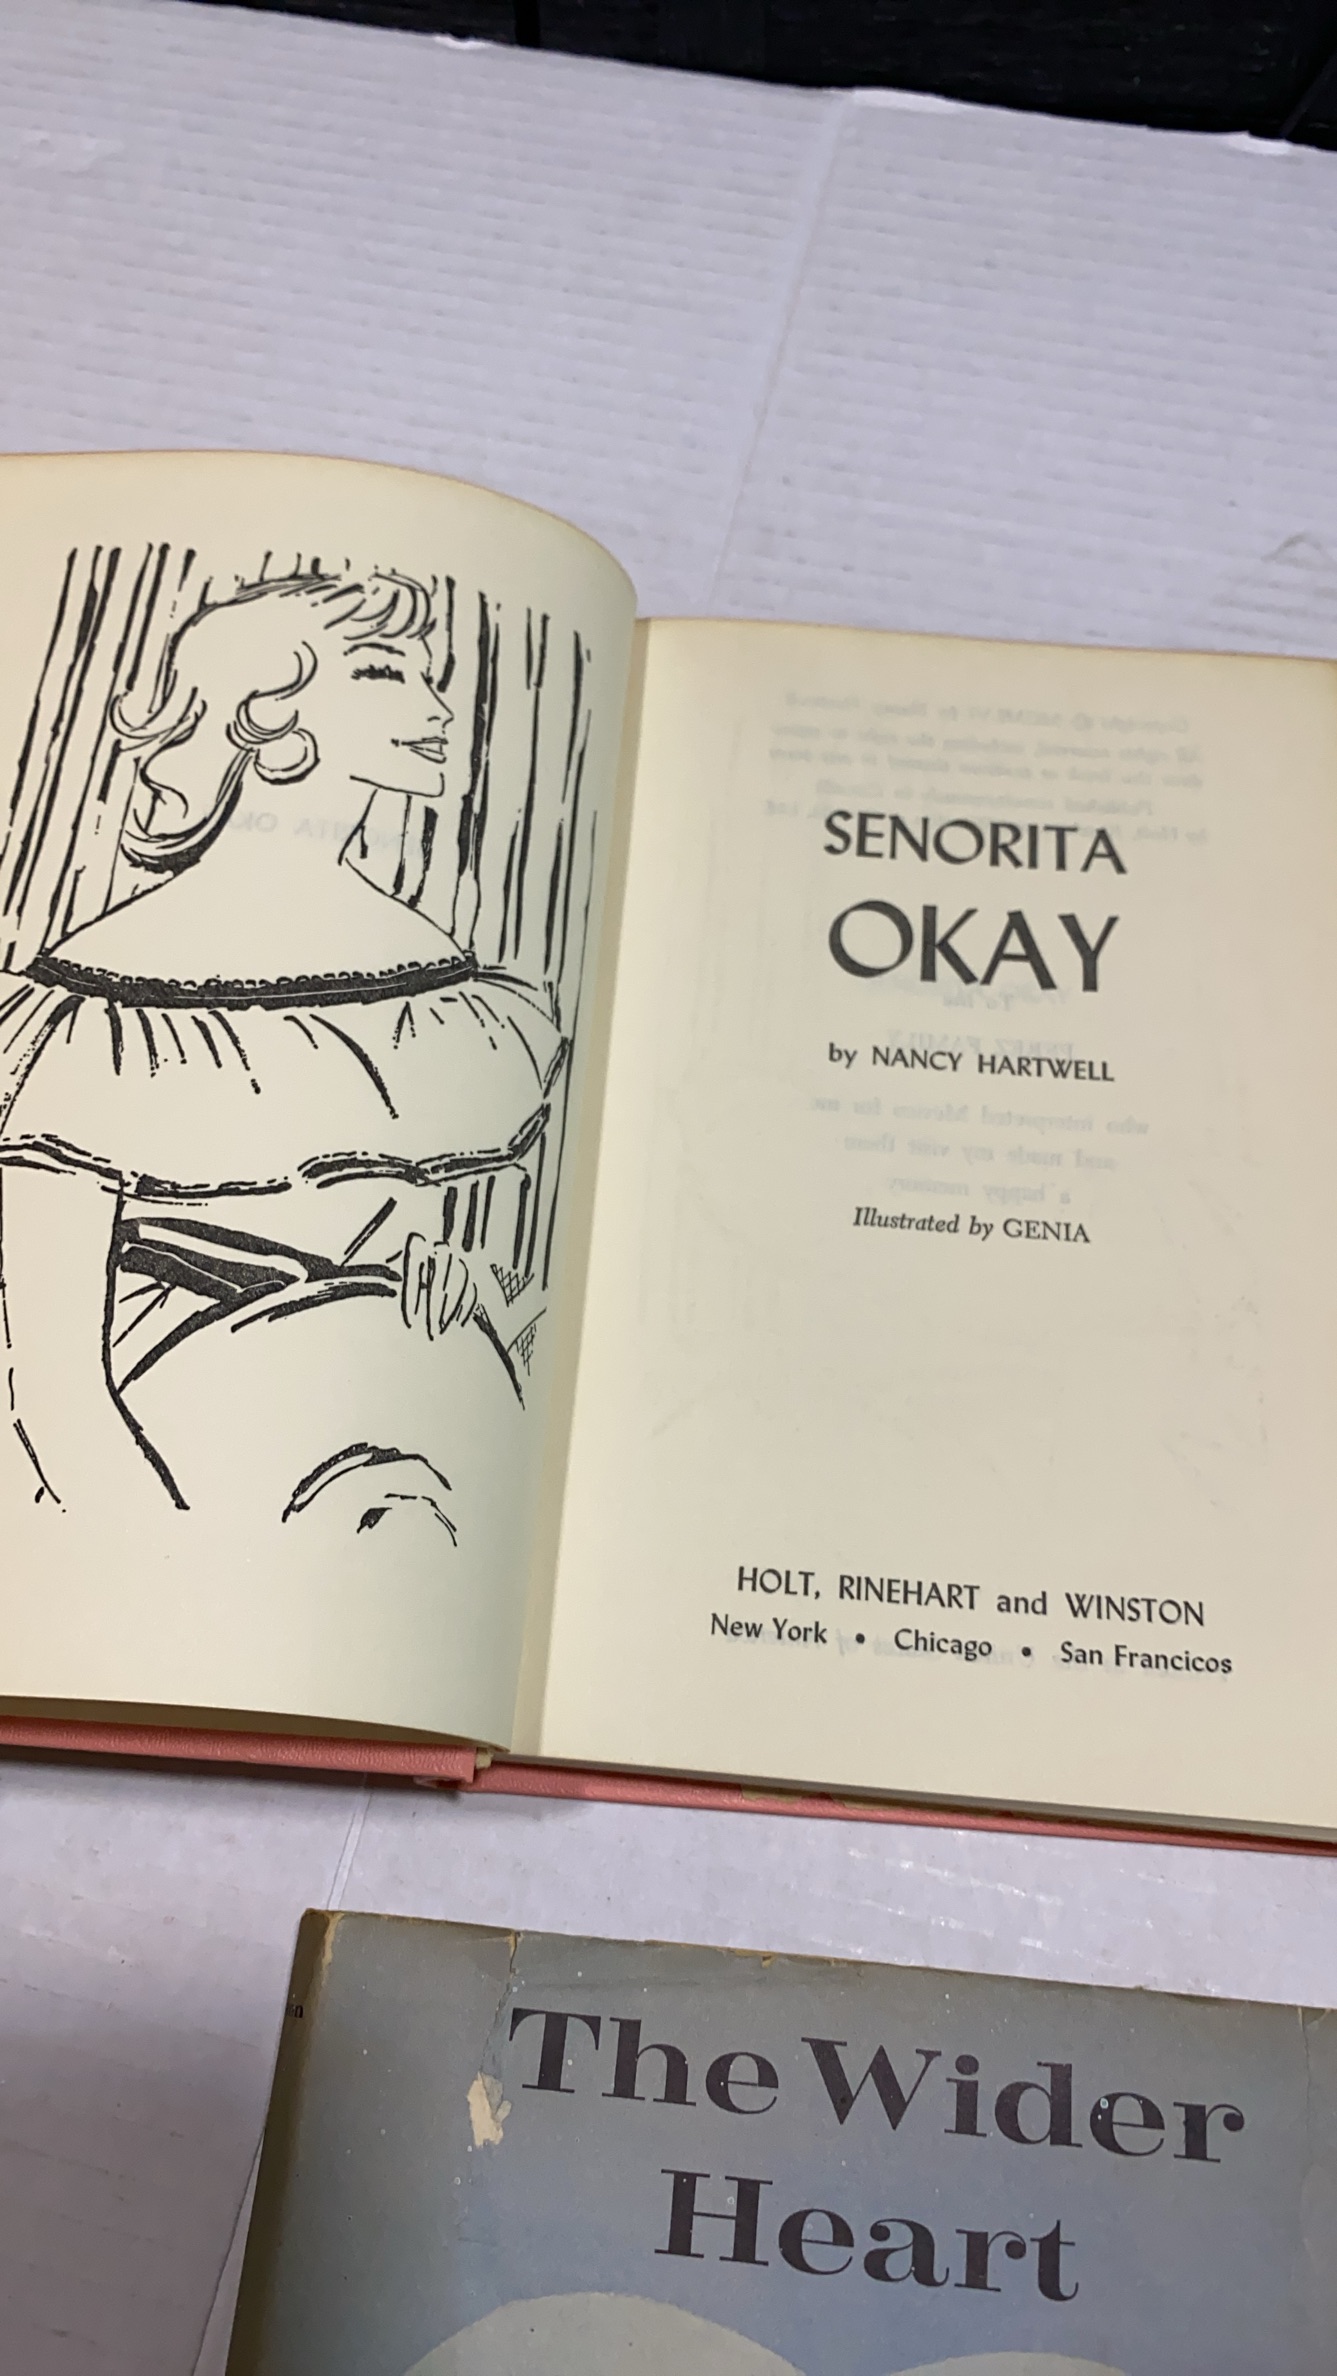 SENORITA
OKAY
by NANCY HARTWELL
Illustrated by GENIA
HOLT, RINEHART and WINSTON
New York • Chicago • San Francicos
The Wider
Heart